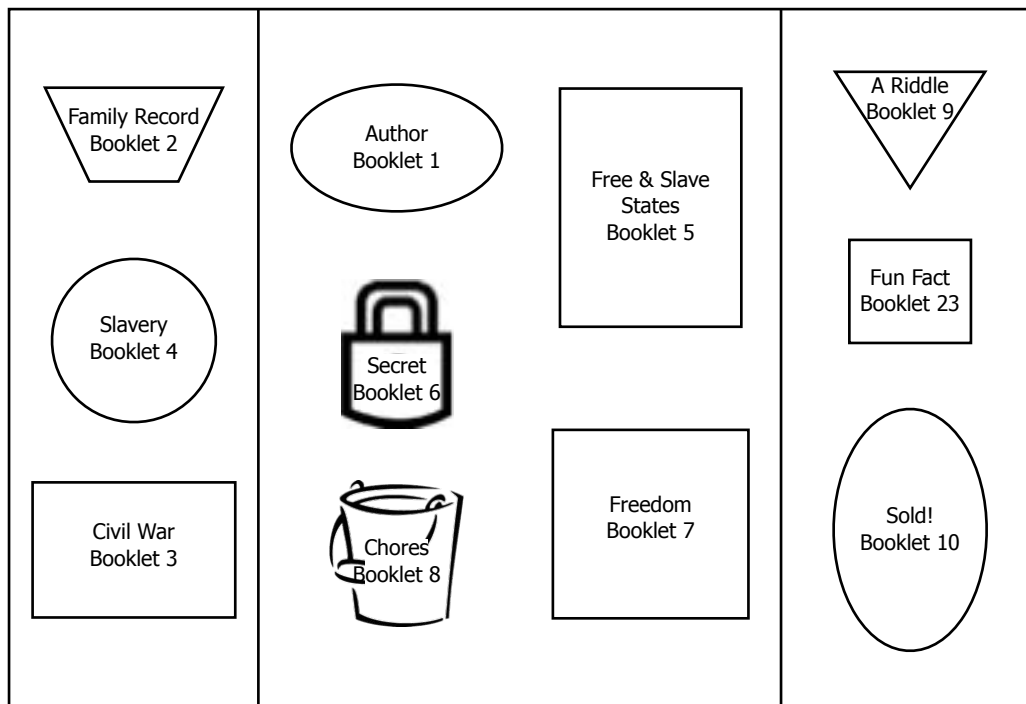 Family Record
Booklet 2
Slavery
Booklet 4
Civil War
Booklet 3
Author
Booklet 1
Secret
Booklet 6
Chores
Booklet 8
Free & Slave
States
Booklet 5
Freedom
Booklet 7
A Riddle
Booklet 9
Fun Fact
Booklet 23
Sold!
Booklet 10